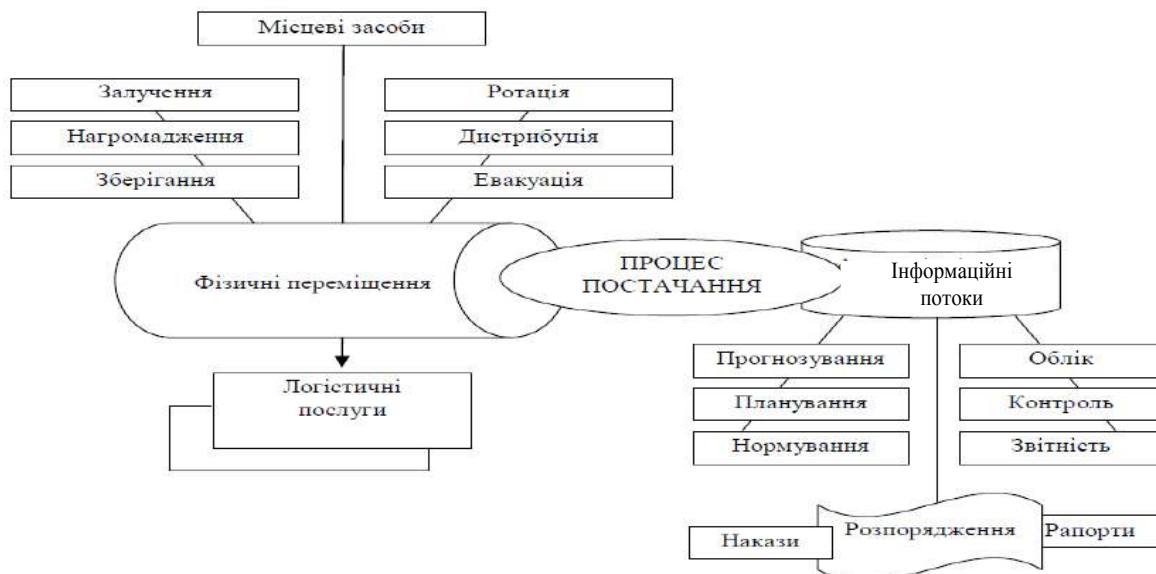 Місцеві засоби
Залучення
Ротація
Нагромадження
Дистрибуція
Зберігання
Евакуація
Фізичні переміщення
ПРОЦЕС
ПОСТАЧАННЯ
Інформаційні
потоки
Логістичні
послуги
Прогнозування
Облік
Планування
Контроль
Нормування
Звітність
Накази
Розпорядження
Рапорти